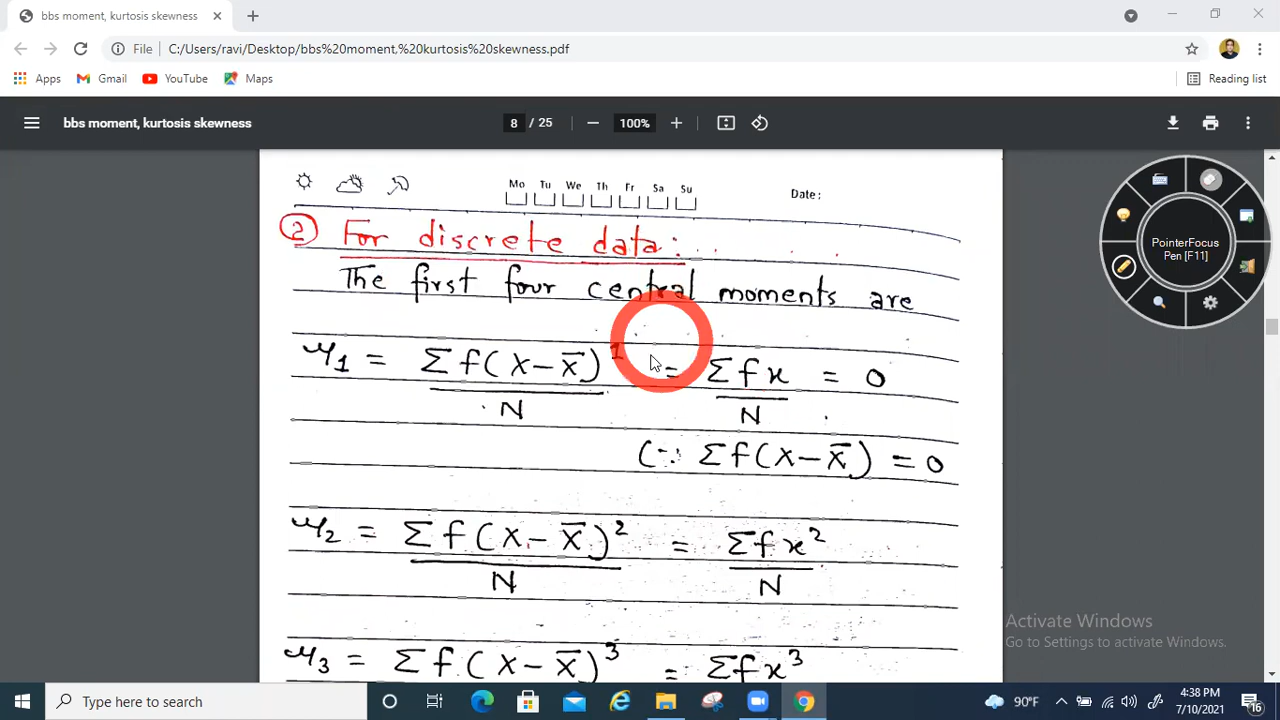 bbs moment, kurtosis skewness
File C:/Users/ravi/Desktop/bbs%20moment,%20kurtosis%20skewness.pdf
Apps Gmail YouTube Maps Reading list
bbs moment, kurtosis skewness 8 / 25 100%
Mo Tu We Th Fr Sa Su Date :
② For discrete data:
The first four central moments are
μ1 = Σf(X-X̄)¹/N = Σfx/N = 0
(∵ Σf(X-X̄) = 0
μ2 = Σf(X-X̄)²/N = Σfx²/N
μ3 = Σf(X-X̄)³ = Σfx³
PointerFocus
Pen [F11]
Activate Windows
Go to Settings to activate Windows.
Type here to search
90°F
4:38 PM
7/10/2021
16